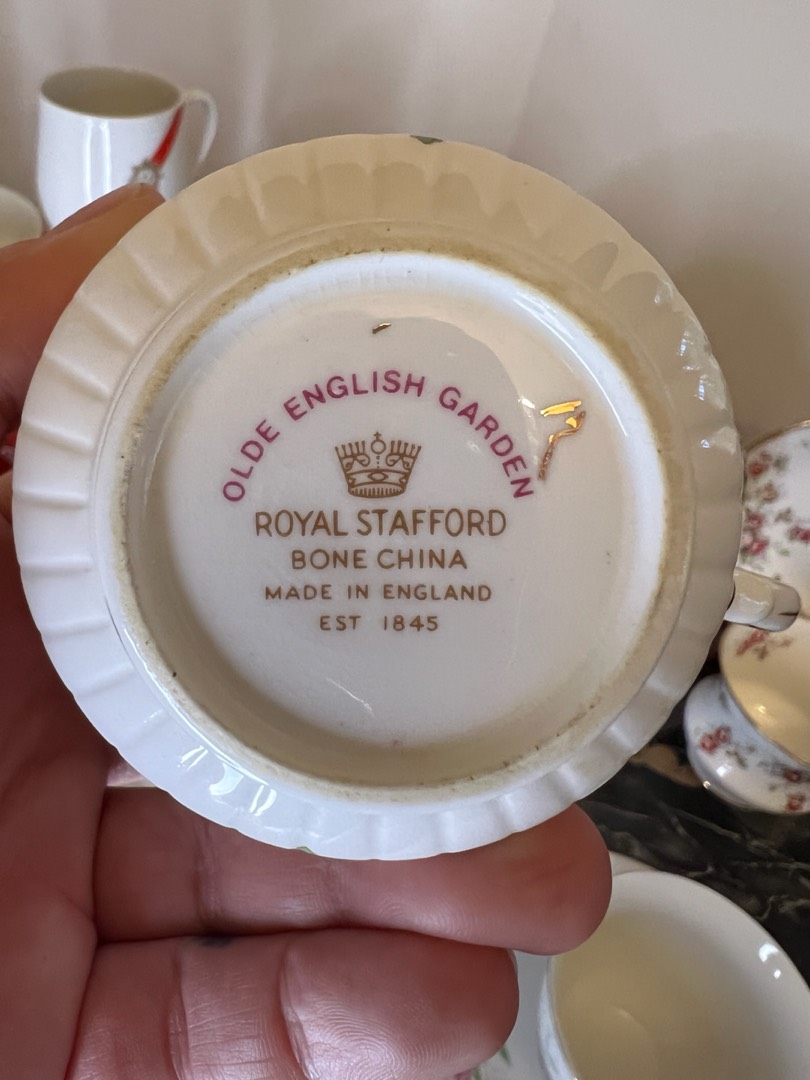 OLDE ENGLISH GARDEN
ROYAL STAFFORD
BONE CHINA
MADE IN ENGLAND
EST 1845